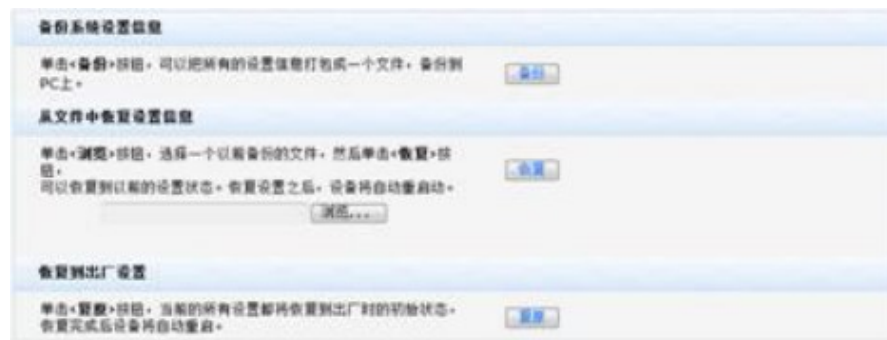 备份系统设置信息
单击<备份>按钮，可以把所有的设置信息打包成一个文件，备份到
PC上。
备份
从文件中恢复设置信息
单击<浏览>按钮，选择一个以前备份的文件，然后单击<恢复>按
钮，
可以恢复到以前的设置状态。恢复设置之后，设备将自动重启动。
恢复
浏览...
恢复到出厂设置
单击<复原>按钮，当前的所有设置都将恢复到出厂时的初始状态。
恢复完成后设备将自动重启。
复原